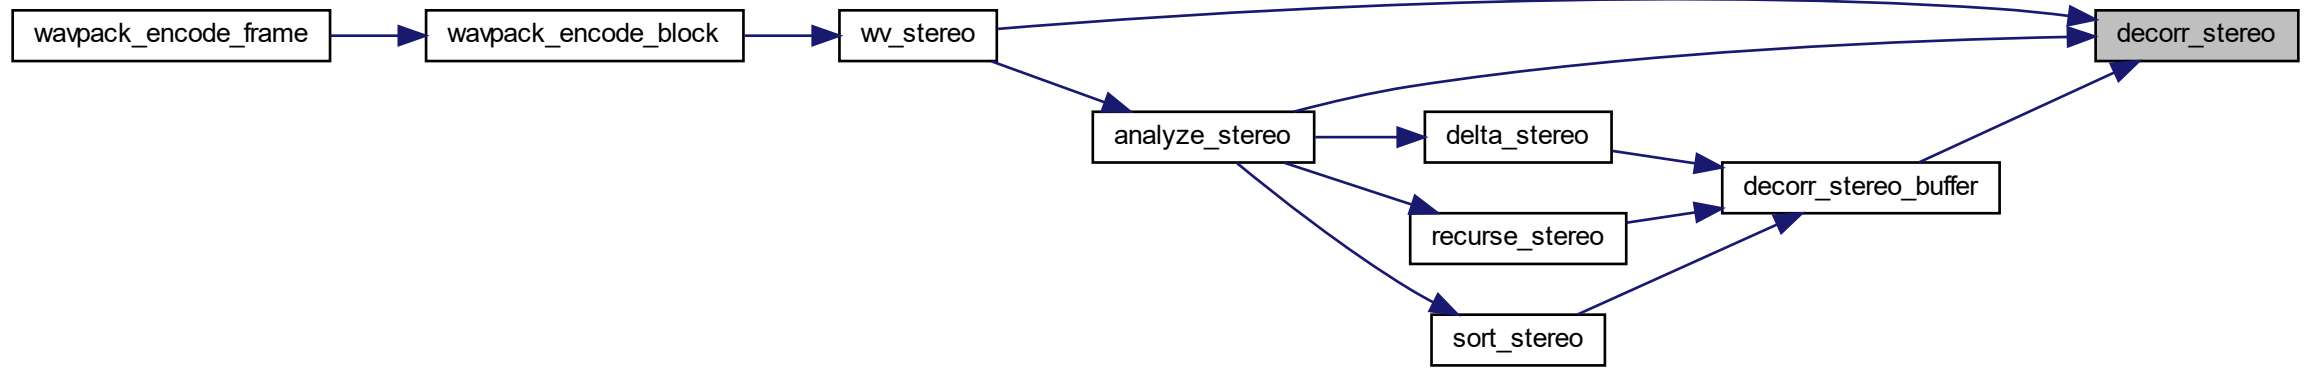 wavpack_encode_frame
wavpack_encode_block
wv_stereo
decorr_stereo
analyze_stereo
delta_stereo
decorr_stereo_buffer
recurse_stereo
sort_stereo